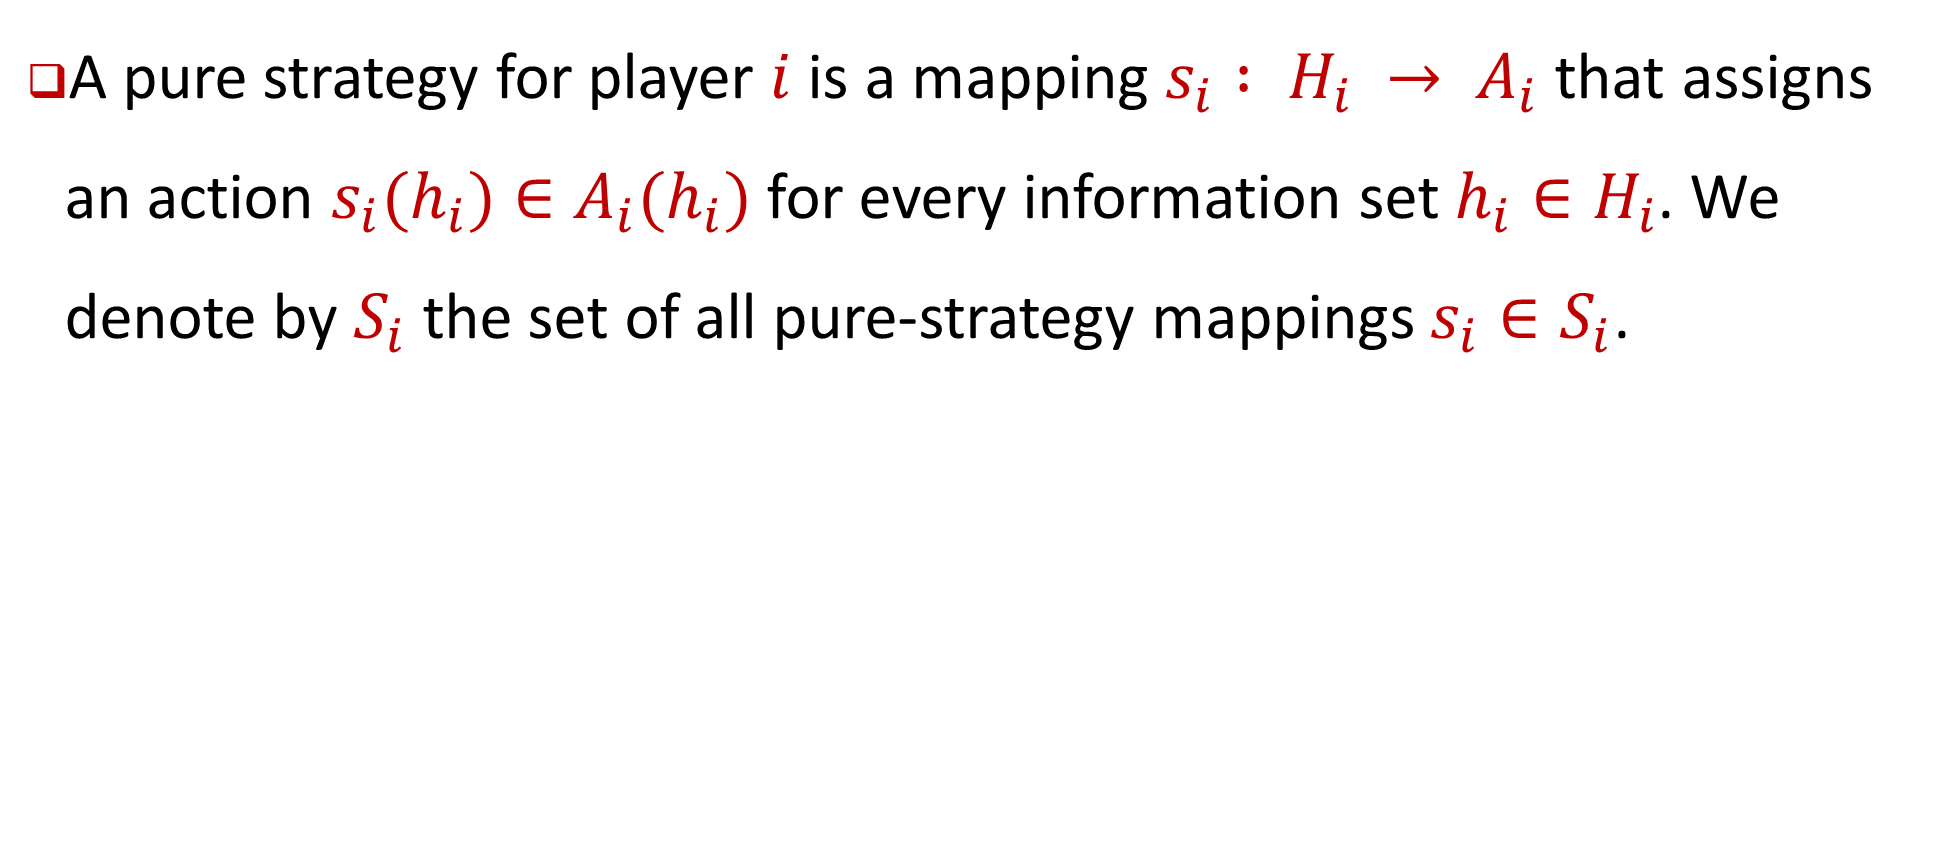 ❑A pure strategy for player i is a mapping sᵢ : Hᵢ → Aᵢ that assigns
an action sᵢ(hᵢ) ∈ Aᵢ(hᵢ) for every information set hᵢ ∈ Hᵢ. We
denote by Sᵢ the set of all pure-strategy mappings sᵢ ∈ Sᵢ.